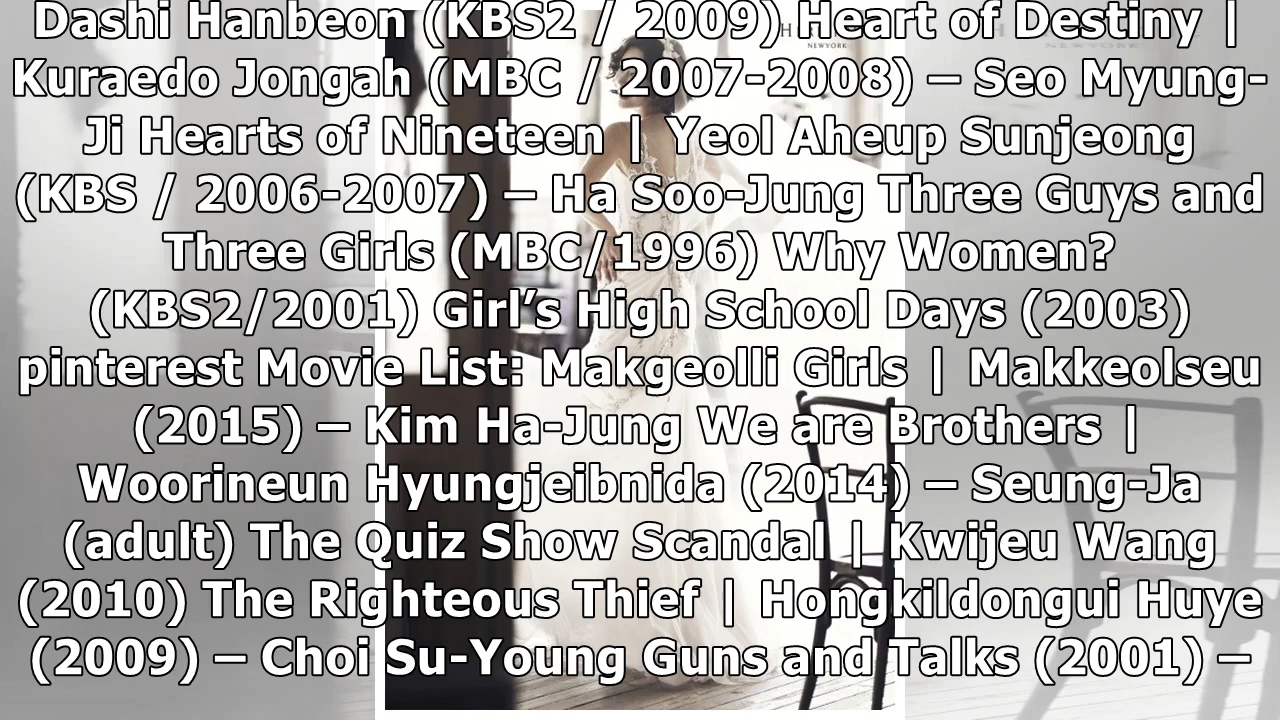 Dashi Hanbeon (KBS2 / 2009) Heart of Destiny |
Kuraedo Jongah (MBC / 2007-2008) – Seo Myung-
Ji Hearts of Nineteen | Yeol Aheup Sunjeong
(KBS / 2006-2007) – Ha Soo-Jung Three Guys and
Three Girls (MBC/1996) Why Women?
(KBS2/2001) Girl’s High School Days (2003)
pinterest Movie List: Makgeolli Girls | Makkeolseu
(2015) – Kim Ha-Jung We are Brothers |
Woorineun Hyungjeibnida (2014) – Seung-Ja
(adult) The Quiz Show Scandal | Kwijeu Wang
(2010) The Righteous Thief | Hongkildongui Huye
(2009) – Choi Su-Young Guns and Talks (2001) –
NEWYORK